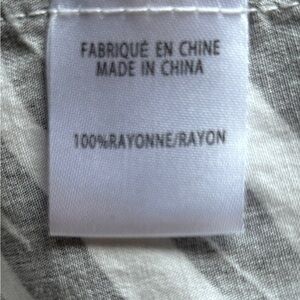 FABRIQUÉ EN CHINE
MADE IN CHINA
100%RAYONNE/RAYON